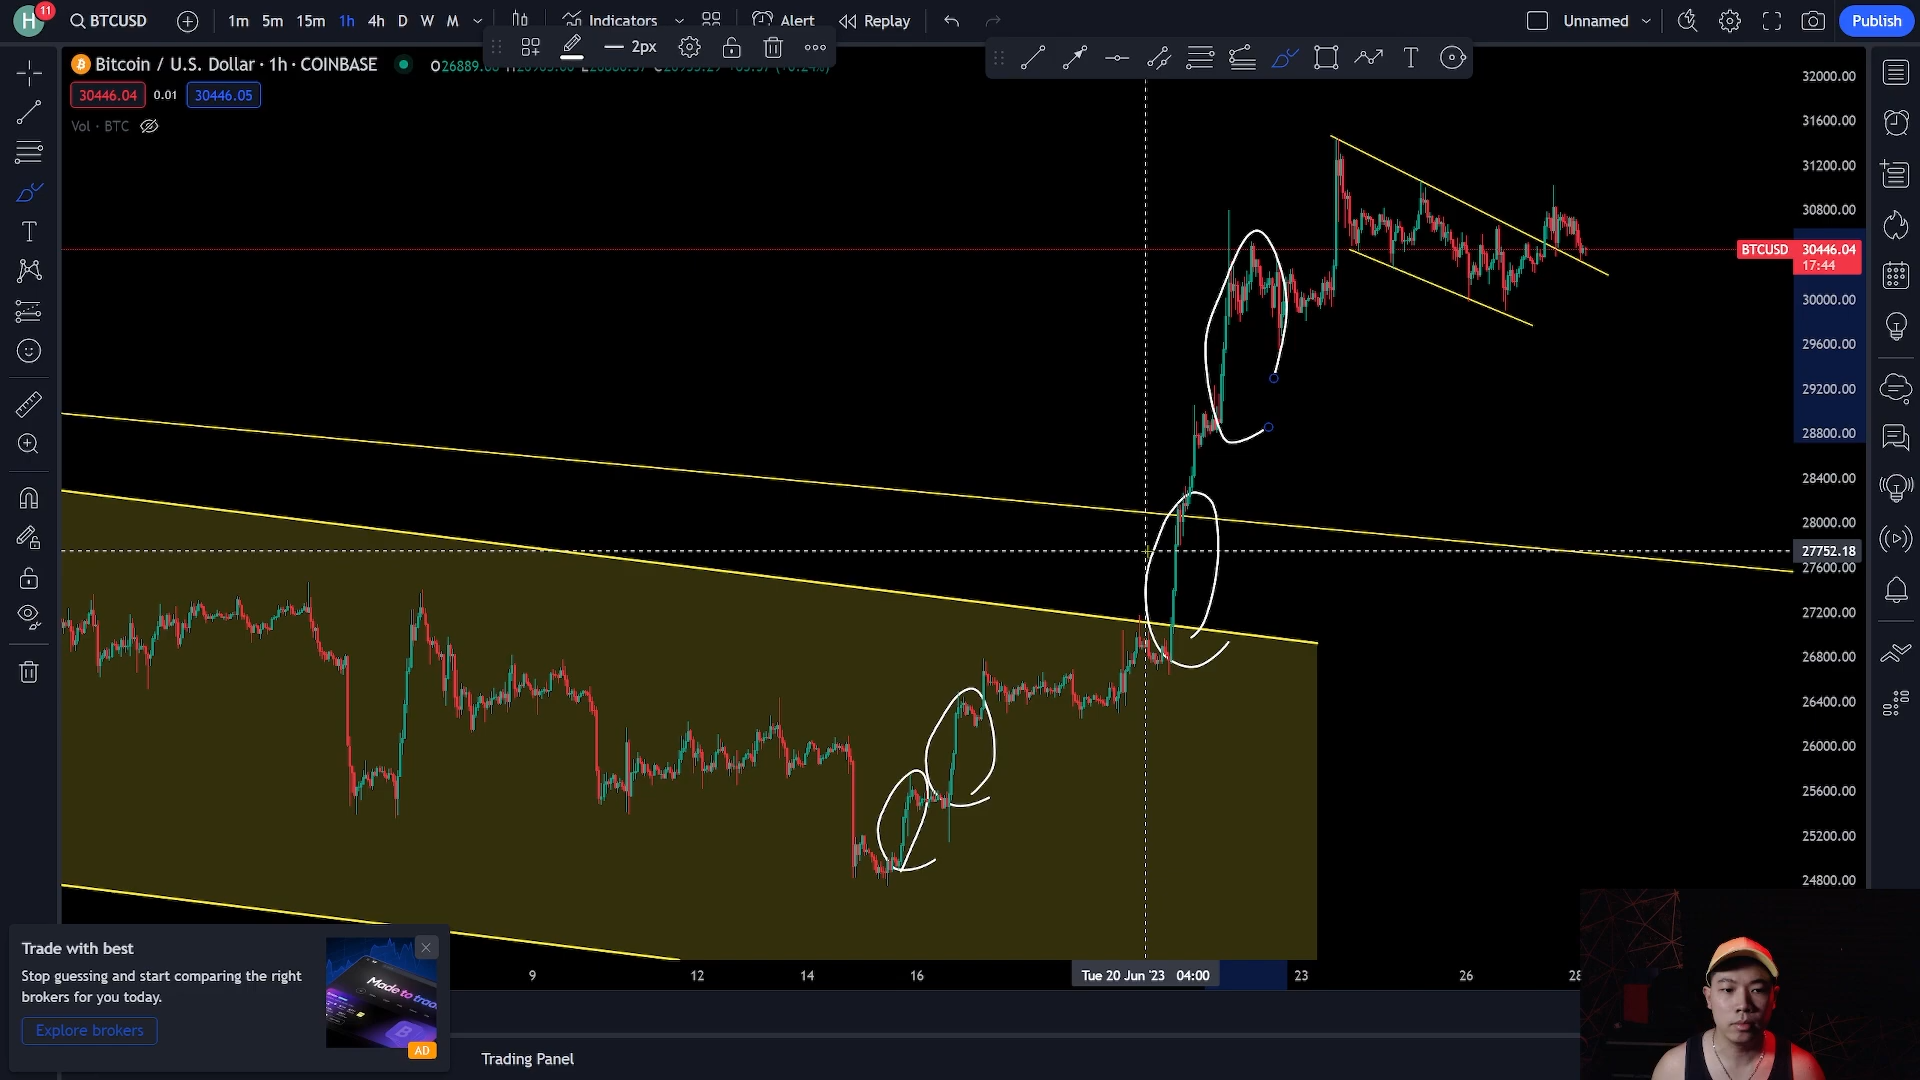 H 11 BTCUSD 1m 5m 15m 1h 4h D W M Indicators Alert Replay Unnamed Publish
2px T
Bitcoin / U.S. Dollar · 1h · COINBASE
30446.04 0.01 30446.05
Vol · BTC
T
32000.00
31600.00
31200.00
30800.00
BTCUSD 30446.04
17:44
30000.00
29600.00
29200.00
28800.00
28400.00
28000.00
27752.18
27600.00
27200.00
26800.00
26400.00
26000.00
25600.00
25200.00
24800.00
9 12 14 16 Tue 20 Jun '23 04:00 23 26 28
Trade with best
Stop guessing and start comparing the right
brokers for you today.
Explore brokers
Made to trad
AD
Trading Panel